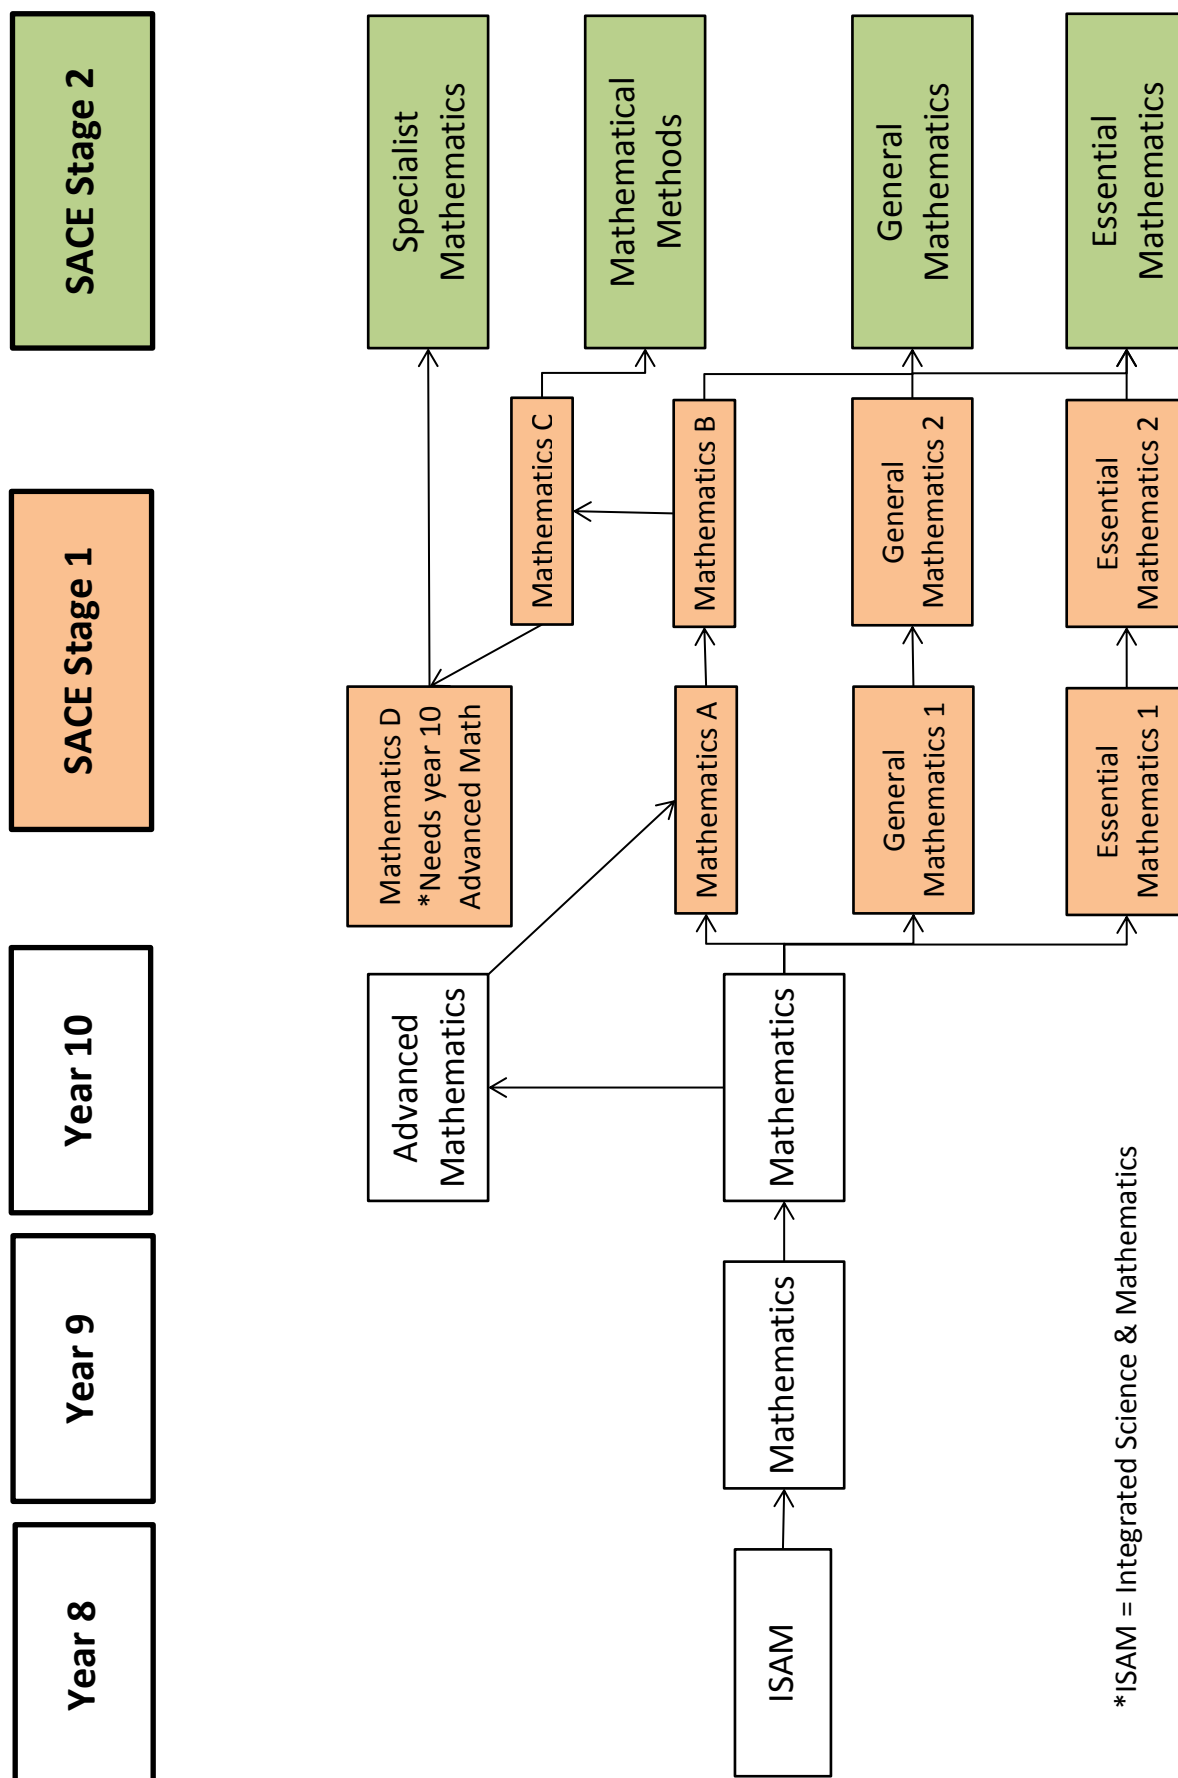 Year 8
Year 9
Year 10
SACE Stage 1
SACE Stage 2
Advanced
Mathematics
Mathematics D
*Needs year 10
Advanced Math
Specialist
Mathematics
Mathematics C
Mathematical
Methods
ISAM
Mathematics
Mathematics
Mathematics A
Mathematics B
General
Mathematics 1
General
Mathematics 2
General
Mathematics
Essential
Mathematics 1
Essential
Mathematics 2
Essential
Mathematics
*ISAM = Integrated Science & Mathematics